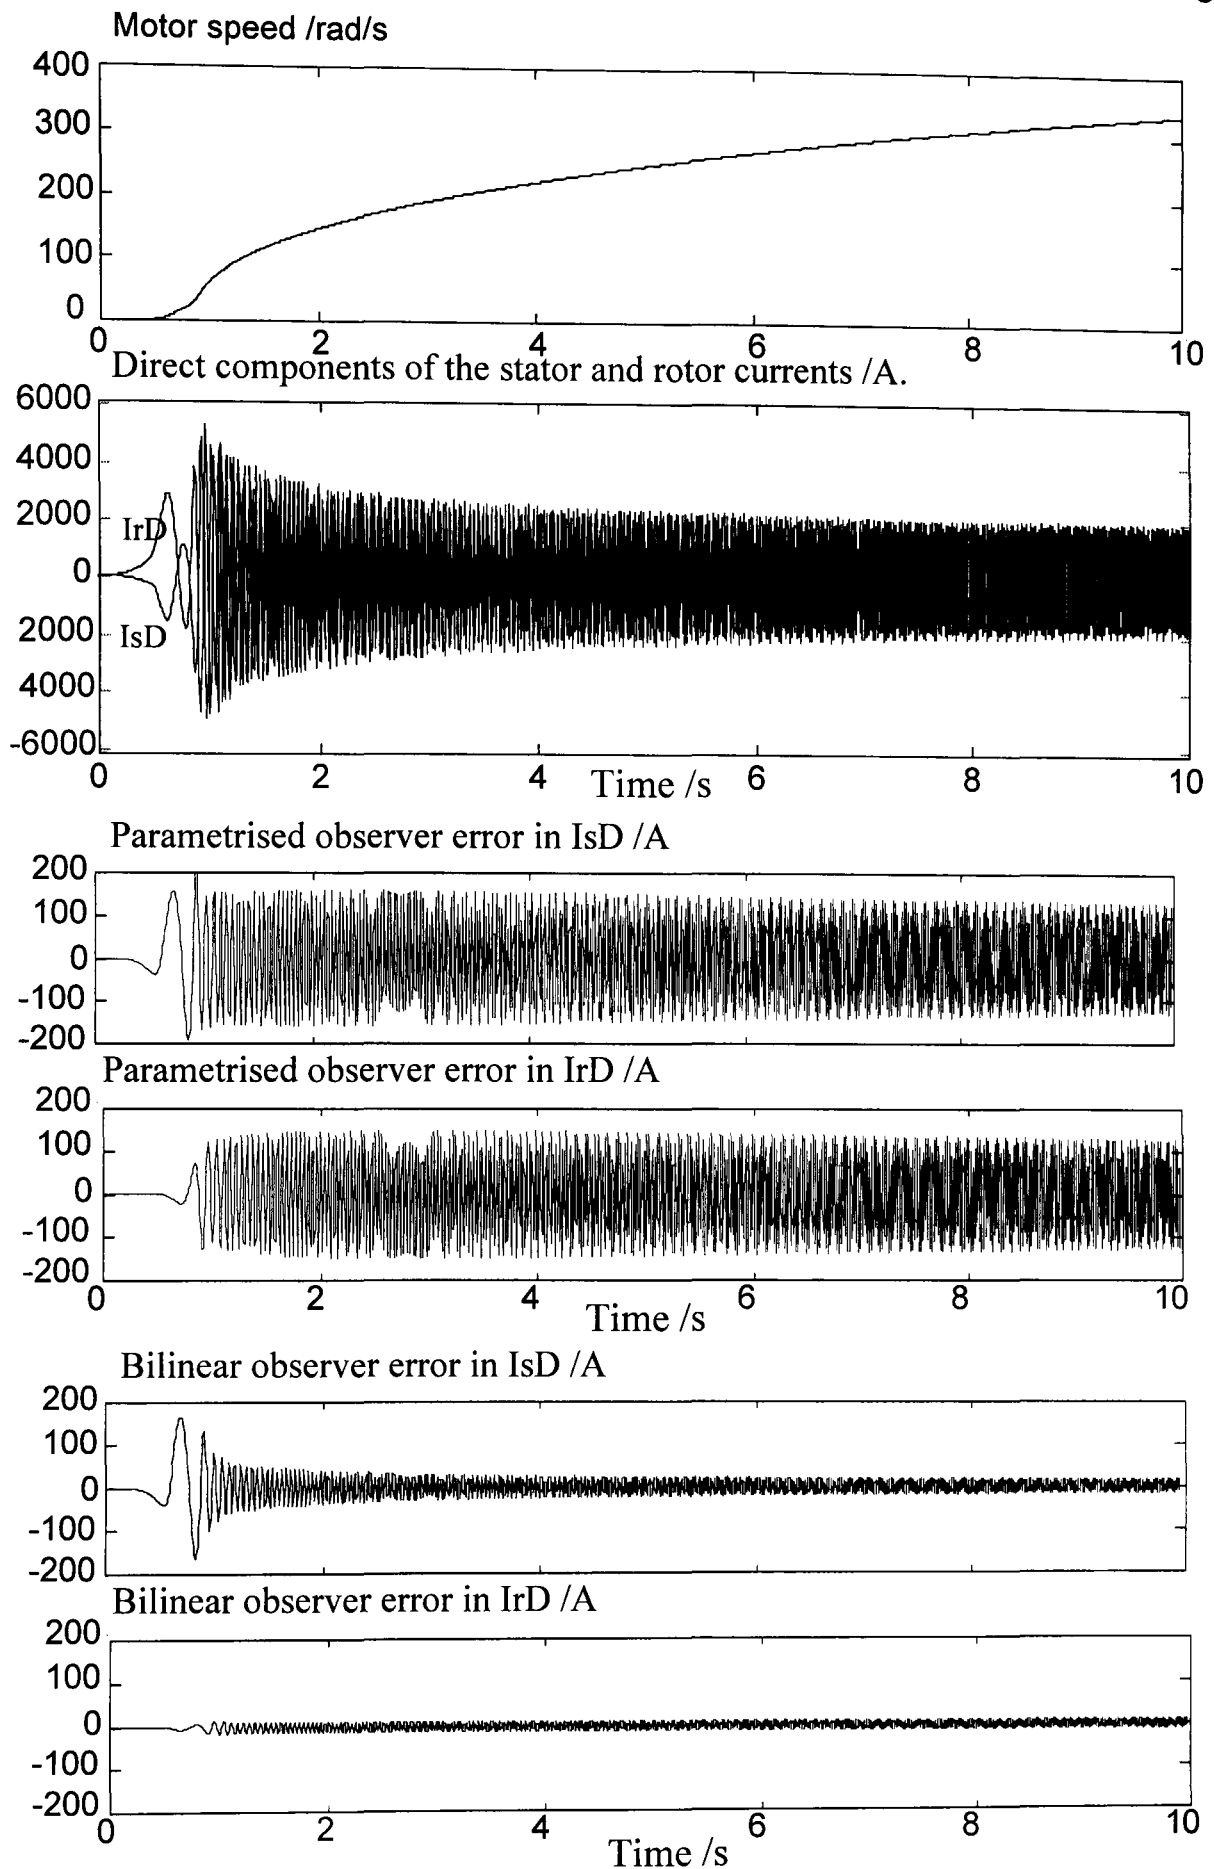 Motor speed /rad/s
400
300
200
100
0
0 2 4 6 8 10
Direct components of the stator and rotor currents /A.
6000
4000
2000
IrD
0
IsD
2000
4000
-6000
0 2 4 6 8 10
Time /s
Parametrised observer error in IsD /A
200
100
0
-100
-200
Parametrised observer error in IrD /A
200
100
0
-100
-200
0 2 4 6 8 10
Time /s
Bilinear observer error in IsD /A
200
100
0
-100
-200
Bilinear observer error in IrD /A
200
100
0
-100
-200
0 2 4 6 8 10
Time /s